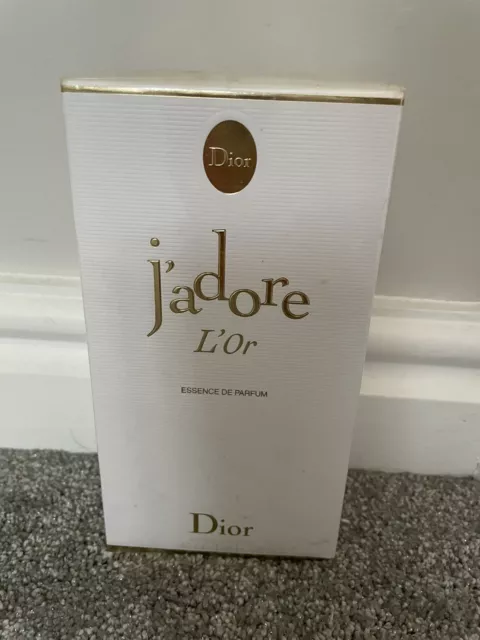 Dior
j'adore
L'Or
ESSENCE DE PARFUM
Dior